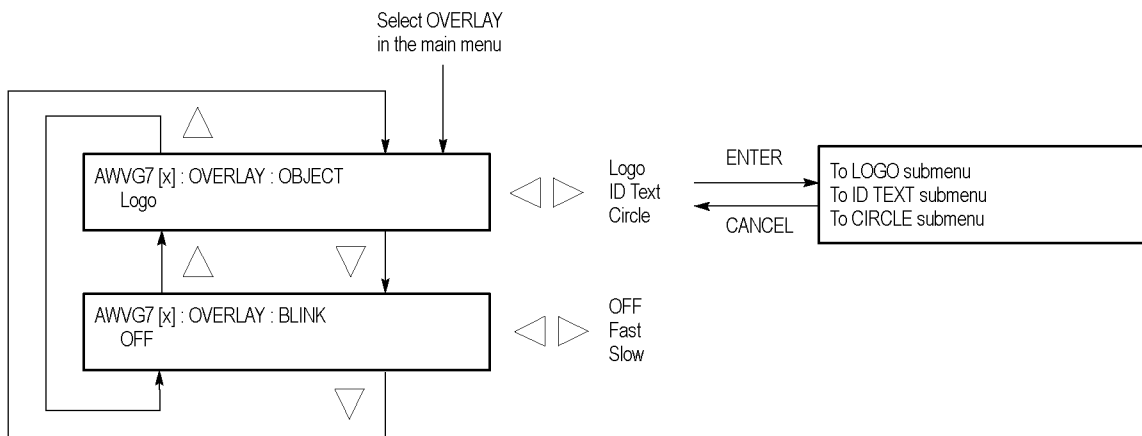 Select OVERLAY
in the main menu
AWVG7 [x] : OVERLAY : OBJECT
Logo
Logo
ID Text
Circle
ENTER
CANCEL
To LOGO submenu
To ID TEXT submenu
To CIRCLE submenu
AWVG7 [x] : OVERLAY : BLINK
OFF
OFF
Fast
Slow